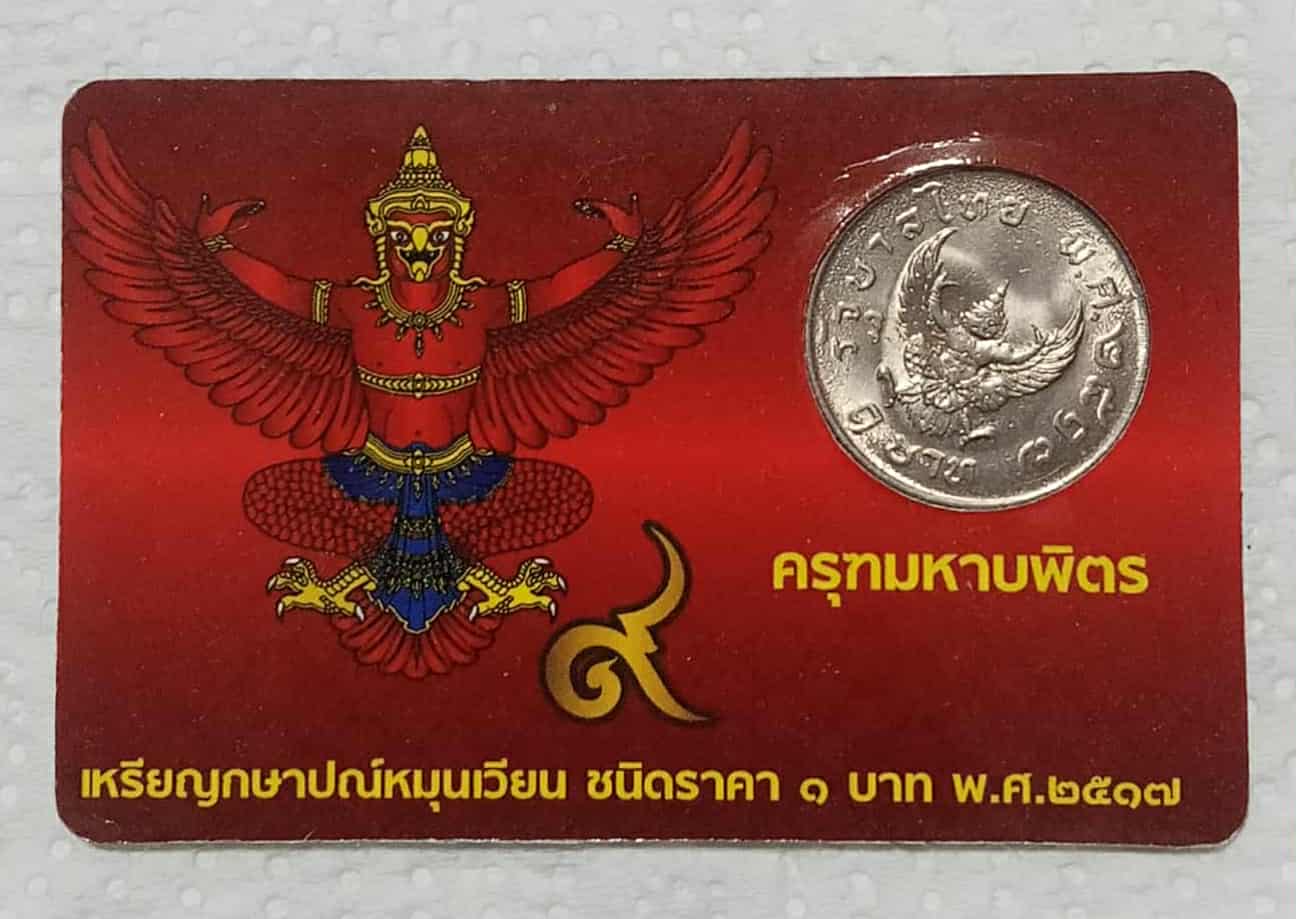 รัฐบาลไทย พ.ศ.๒๕๑๗
๑ บาท
ครุฑมหาบพิตร
๙
เหรียญกษาปณ์หมุนเวียน ชนิดราคา ๑ บาท พ.ศ.๒๕๑๗